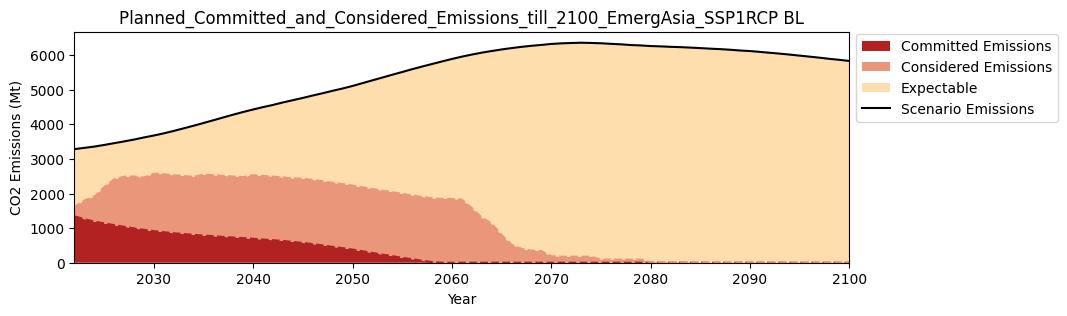 Planned_Committed_and_Considered_Emissions_till_2100_EmergAsia_SSP1RCP BL
CO2 Emissions (Mt)
6000
5000
4000
3000
2000
1000
0
2030 2040 2050 2060 2070 2080 2090 2100
Year
Committed Emissions
Considered Emissions
Expectable
Scenario Emissions